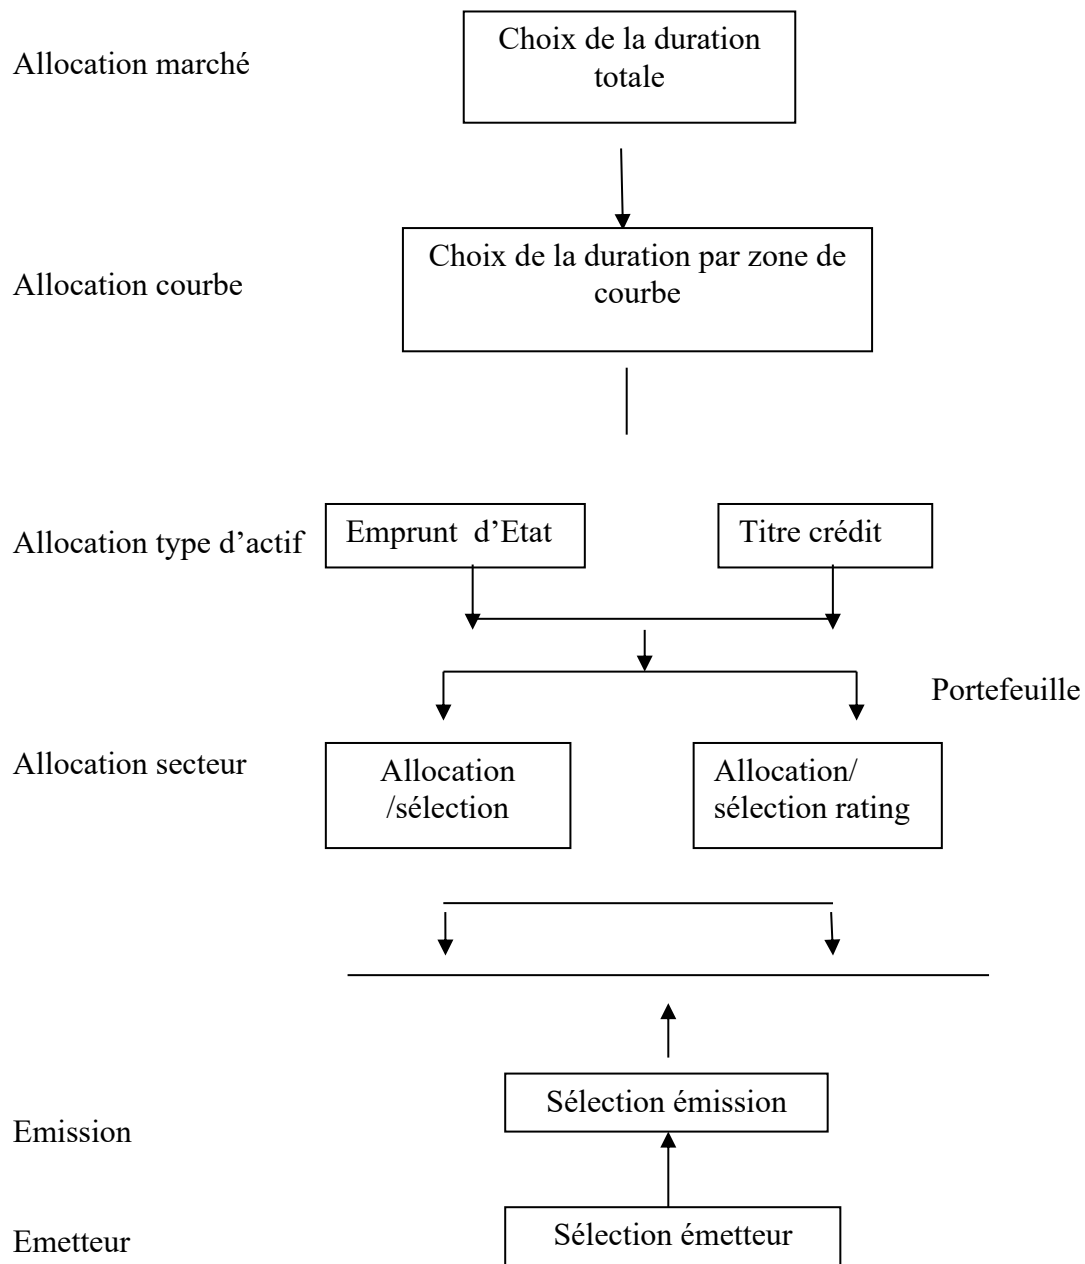 Choix de la duration
totale
Allocation marché
Choix de la duration par zone de
courbe
Allocation courbe
Allocation type d’actif
Emprunt  d’Etat
Titre crédit
Portefeuille
Allocation secteur
Allocation
/sélection
Allocation/
sélection rating
Sélection émission
Emission
Sélection émetteur
Emetteur